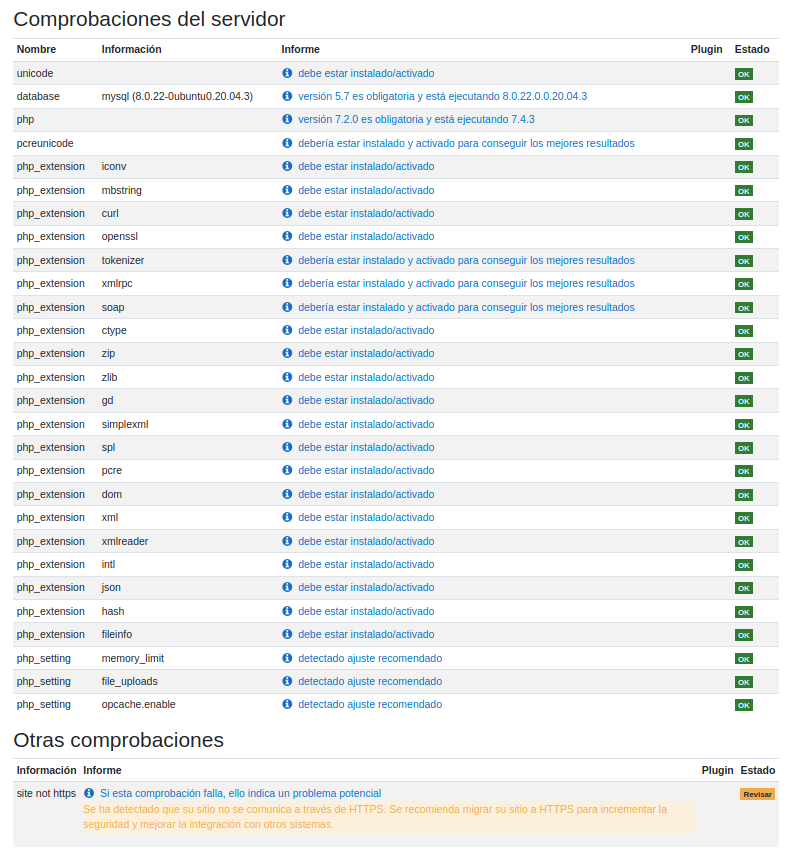 Comprobaciones del servidor
Nombre Información Informe Plugin Estado
unicode debe estar instalado/activado OK
database mysql (8.0.22-0ubuntu0.20.04.3) versión 5.7 es obligatoria y está ejecutando 8.0.22.0.0.20.04.3 OK
php versión 7.2.0 es obligatoria y está ejecutando 7.4.3 OK
pcreunicode debería estar instalado y activado para conseguir los mejores resultados OK
php_extension iconv debe estar instalado/activado OK
php_extension mbstring debe estar instalado/activado OK
php_extension curl debe estar instalado/activado OK
php_extension openssl debe estar instalado/activado OK
php_extension tokenizer debería estar instalado y activado para conseguir los mejores resultados OK
php_extension xmlrpc debería estar instalado y activado para conseguir los mejores resultados OK
php_extension soap debería estar instalado y activado para conseguir los mejores resultados OK
php_extension ctype debe estar instalado/activado OK
php_extension zip debe estar instalado/activado OK
php_extension zlib debe estar instalado/activado OK
php_extension gd debe estar instalado/activado OK
php_extension simplexml debe estar instalado/activado OK
php_extension spl debe estar instalado/activado OK
php_extension pcre debe estar instalado/activado OK
php_extension dom debe estar instalado/activado OK
php_extension xml debe estar instalado/activado OK
php_extension xmlreader debe estar instalado/activado OK
php_extension intl debe estar instalado/activado OK
php_extension json debe estar instalado/activado OK
php_extension hash debe estar instalado/activado OK
php_extension fileinfo debe estar instalado/activado OK
php_setting memory_limit detectado ajuste recomendado OK
php_setting file_uploads detectado ajuste recomendado OK
php_setting opcache.enable detectado ajuste recomendado OK
Otras comprobaciones
Información Informe Plugin Estado
site not https Si esta comprobación falla, ello indica un problema potencial Revisar
Se ha detectado que su sitio no se comunica a través de HTTPS. Se recomienda migrar su sitio a HTTPS para incrementar la
seguridad y mejorar la integración con otros sistemas.